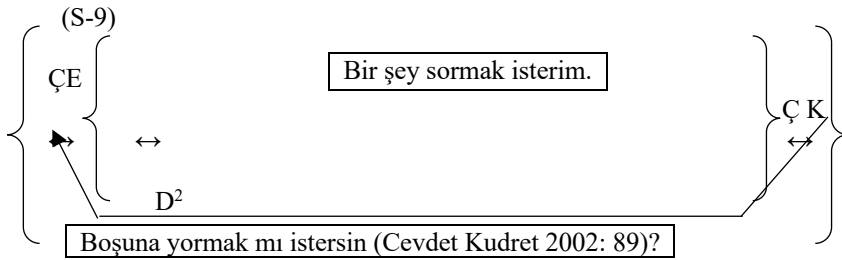 (S-9)
Bir şey sormak isterim.
ÇE
Ç K
↔ ↔ ↔
D²
Boşuna yormak mı istersin (Cevdet Kudret 2002: 89)?